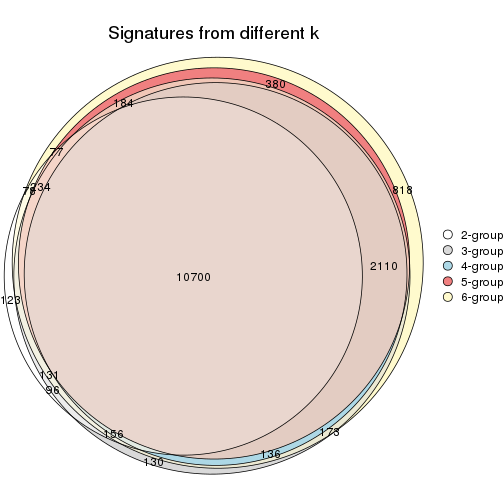 Signatures from different k
380
184
77
818
234
2110
10700
123
131
96
156
173
136
130
2-group
3-group
4-group
5-group
6-group